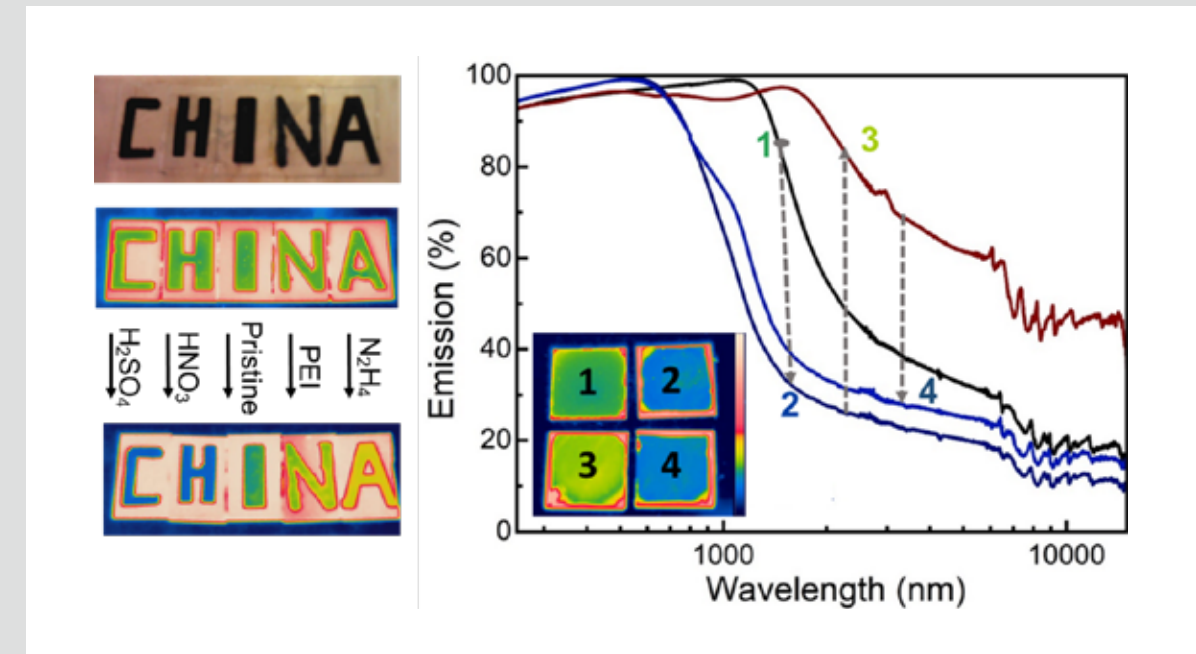 CHINA
CHINA
H₂SO₄
HNO₃
Pristine
PEI
N₂H₄
CHINA
Emission (%)
100
80
60
40
20
0
1
3
2
4
1
2
3
4
1000
10000
Wavelength (nm)